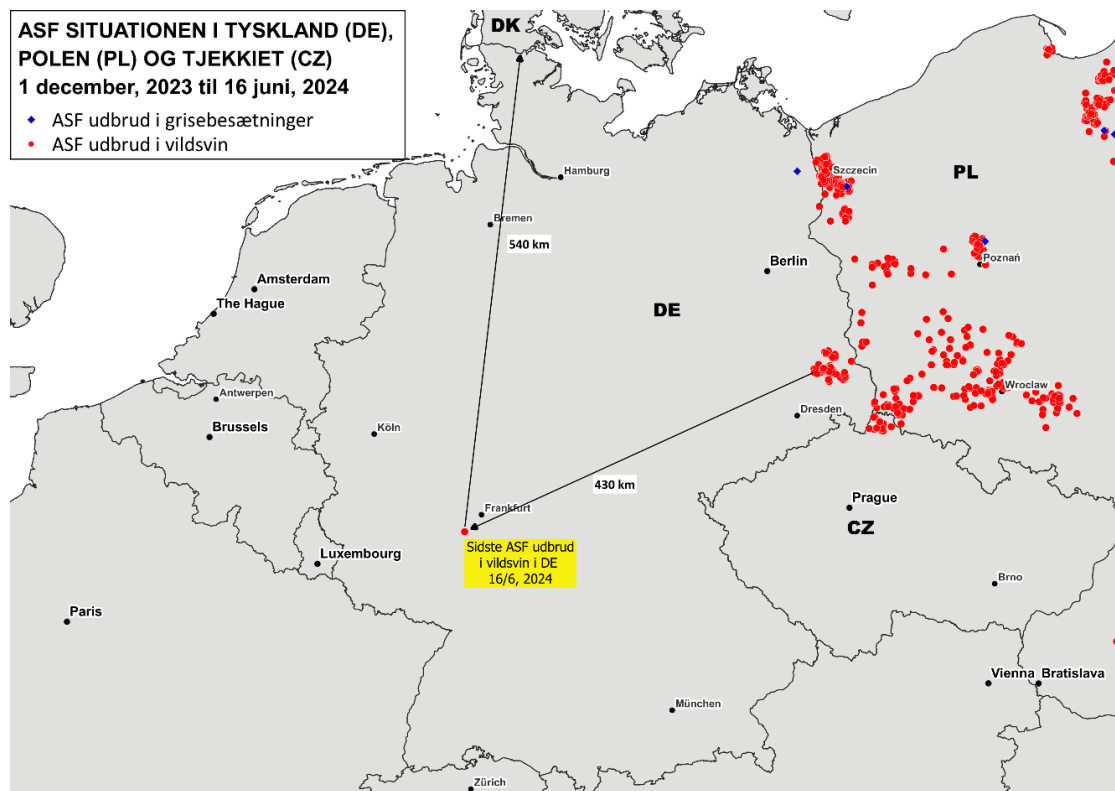 ASF SITUATIONEN I TYSKLAND (DE),
POLEN (PL) OG TJEKKIET (CZ)
1 december, 2023 til 16 juni, 2024
ASF udbrud i grisebesætninger
ASF udbrud i vildsvin
DK
Hamburg
Szczecin
PL
Bremen
540 km
Berlin
Poznań
Amsterdam
The Hague
DE
Antwerpen
Wroclaw
Dresden
Brussels
Köln
430 km
Prague
Frankfurt
CZ
Sidste ASF udbrud
i vildsvin i DE
16/6, 2024
Luxembourg
Brno
Paris
Vienna
Bratislava
München
Zürich